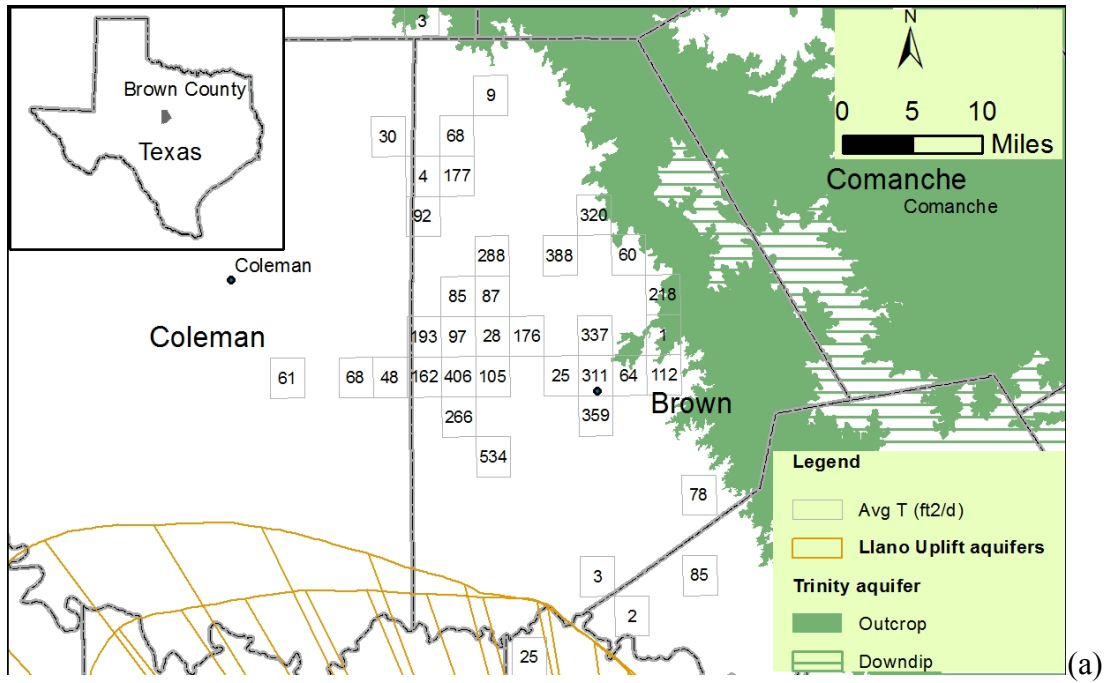 3
N
Brown County
Texas
0 5 10
Miles
9
30 68
4 177
92 320
Comanche
Comanche
288 388 60
Coleman
85 87 218
Coleman
193 97 28 176 337 1
61 68 48 162 406 105 25 311 64 112
Brown
266 359
534
78
3 85
2
25
Legend
Avg T (ft2/d)
Llano Uplift aquifers
Trinity aquifer
Outcrop
Downdip
(a)